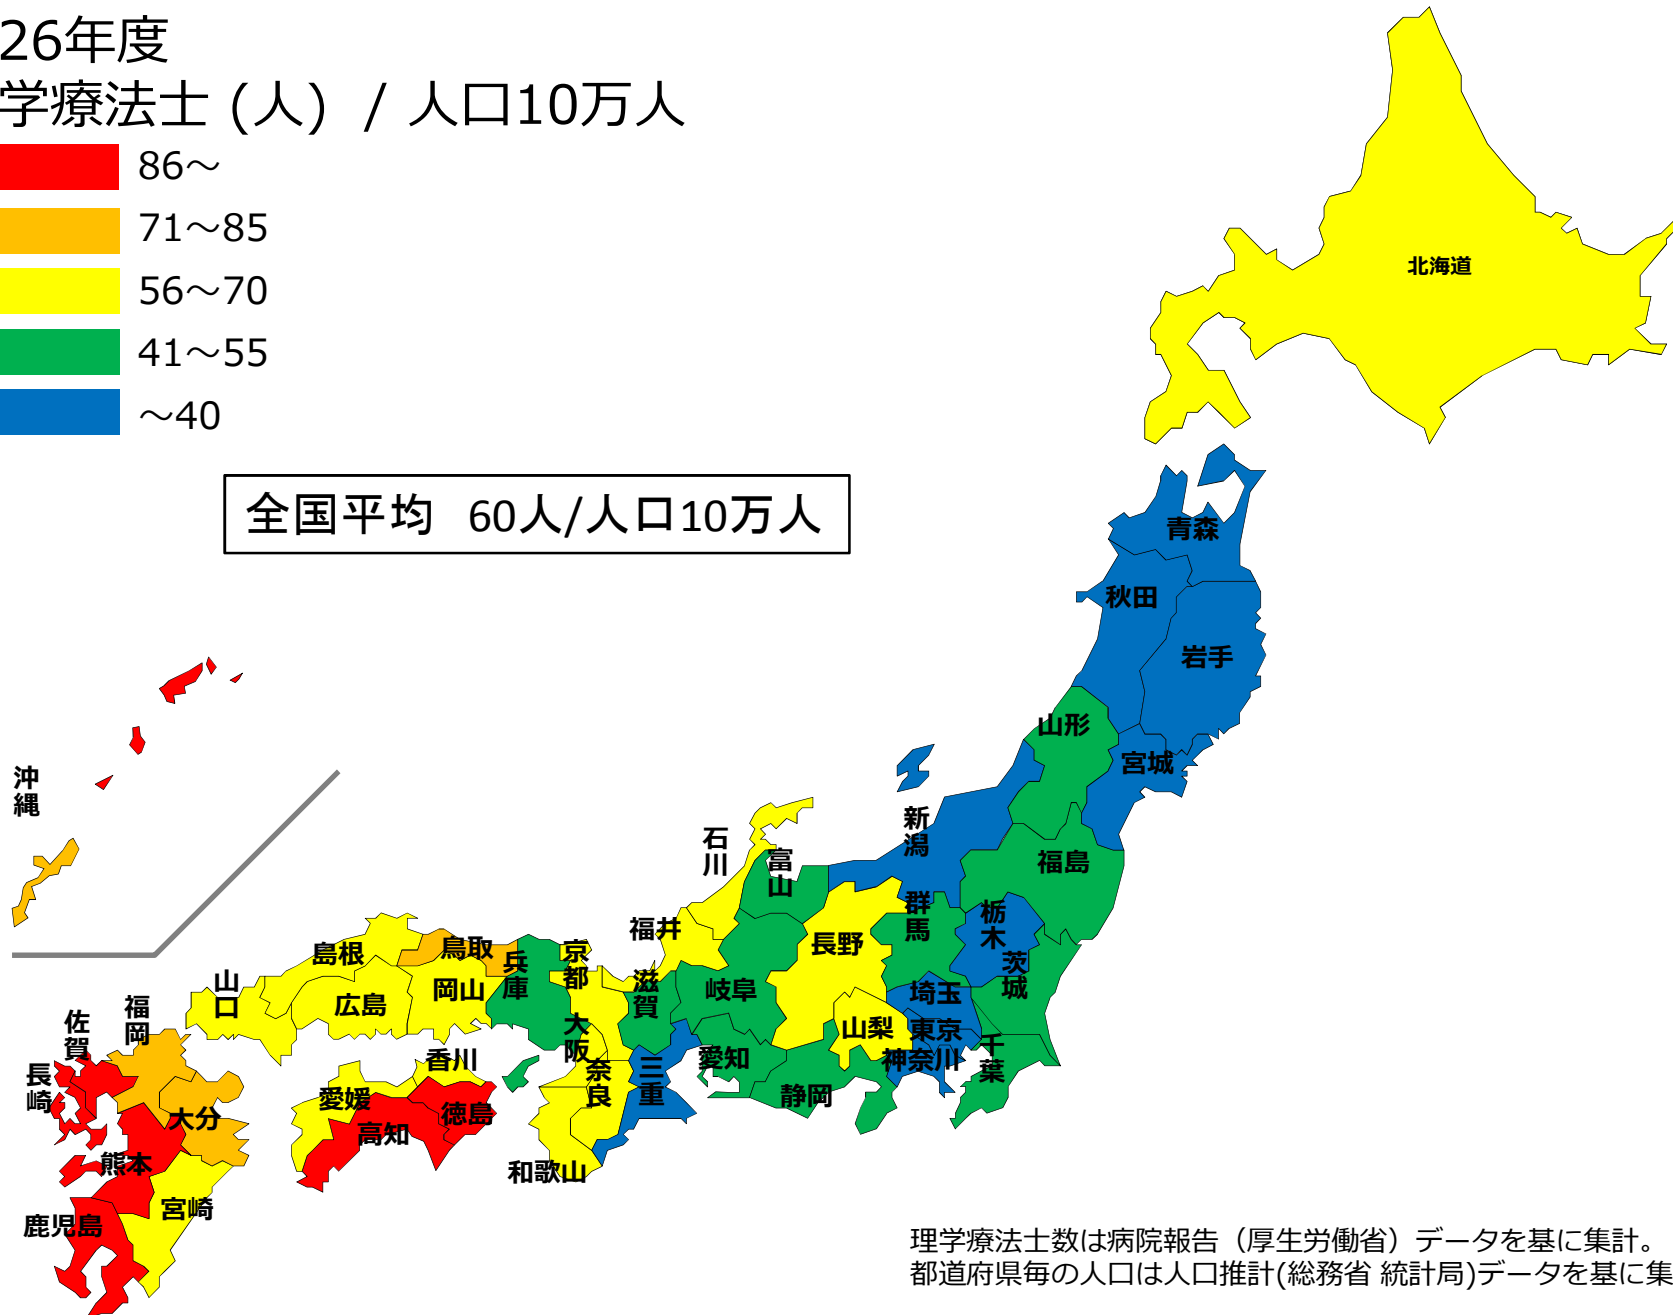 26年度
学療法士 (人) / 人口10万人
86～
71～85
56～70
41～55
～40
全国平均 60人/人口10万人
北海道
青森
秋田
岩手
山形
宮城
福島
新潟
群馬
栃木
茨城
埼玉
東京
千葉
神奈川
山梨
長野
石川
富山
福井
岐阜
愛知
静岡
滋賀
三重
京都
大阪
奈良
和歌山
兵庫
鳥取
島根
岡山
広島
山口
香川
愛媛
徳島
高知
福岡
佐賀
長崎
大分
熊本
宮崎
鹿児島
沖縄
理学療法士数は病院報告（厚生労働省）データを基に集計。
都道府県毎の人口は人口推計(総務省 統計局)データを基に集